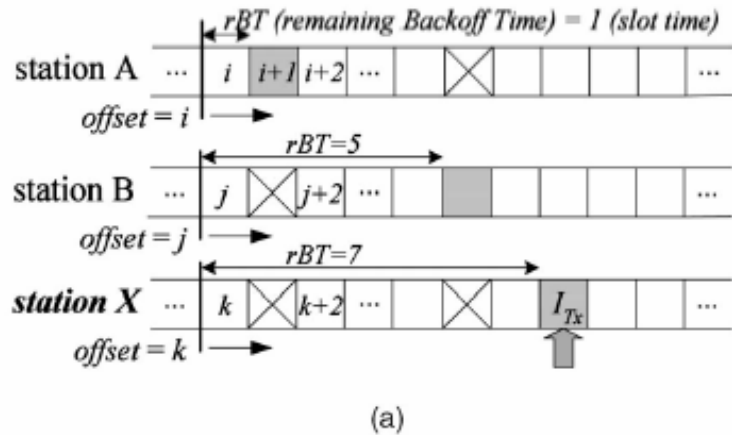 rBT (remaining Backoff Time) = 1 (slot time)
station A ... i i+1 i+2 ... ...
offset = i
rBT=5
station B ... j j+2 ... ...
offset = j
rBT=7
station X ... k k+2 ... I_Tx ...
offset = k
(a)